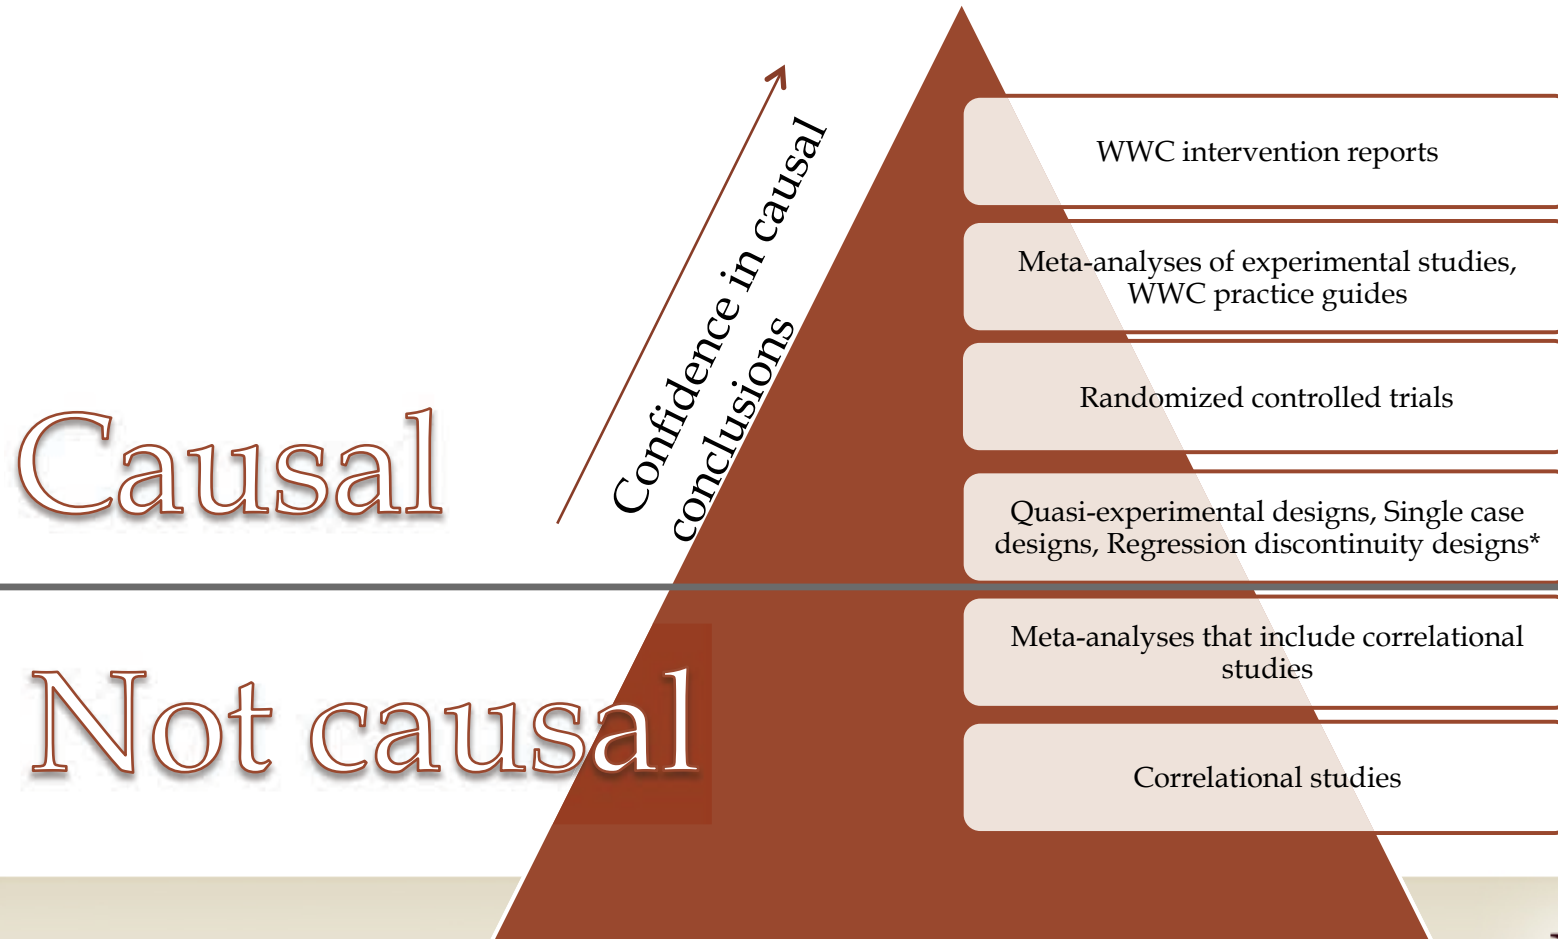 Confidence in causal
conclusions
WWC intervention reports
Meta-analyses of experimental studies,
WWC practice guides
Randomized controlled trials
Causal
Quasi-experimental designs, Single case
designs, Regression discontinuity designs*
Not causal
Meta-analyses that include correlational
studies
Correlational studies